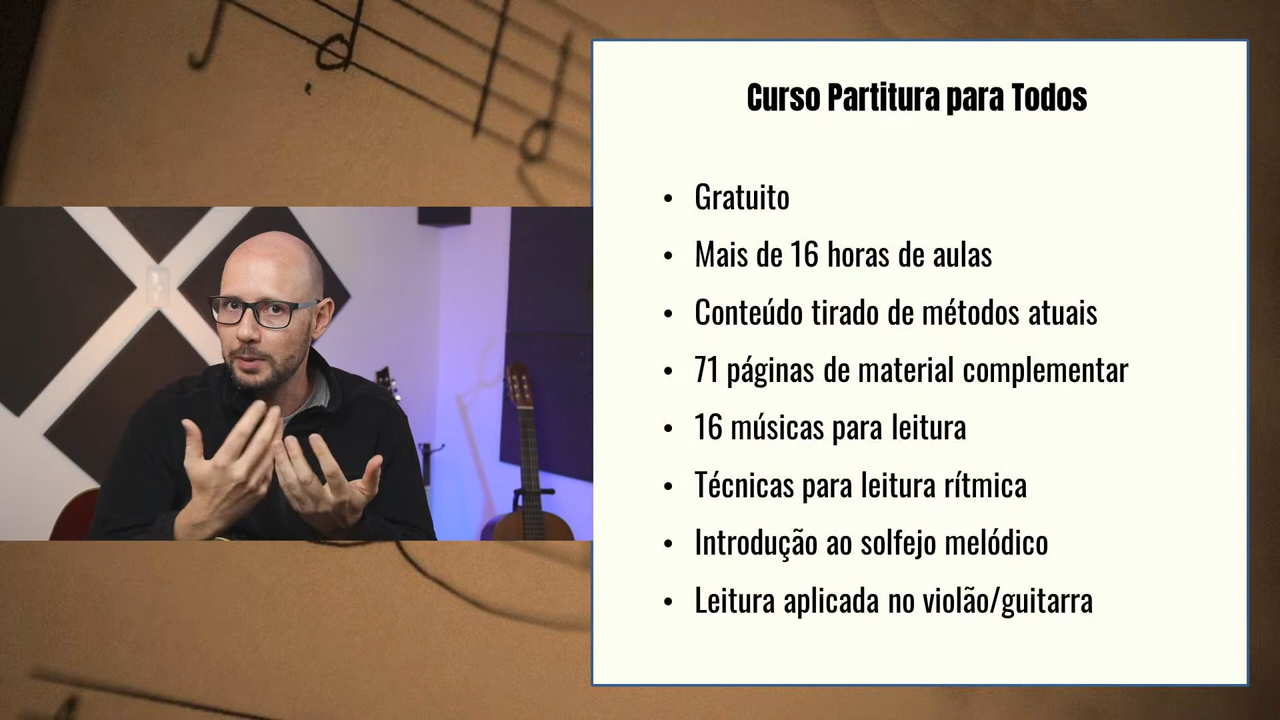 Curso Partitura para Todos
• Gratuito
• Mais de 16 horas de aulas
• Conteúdo tirado de métodos atuais
• 71 páginas de material complementar
• 16 músicas para leitura
• Técnicas para leitura rítmica
• Introdução ao solfejo melódico
• Leitura aplicada no violão/guitarra